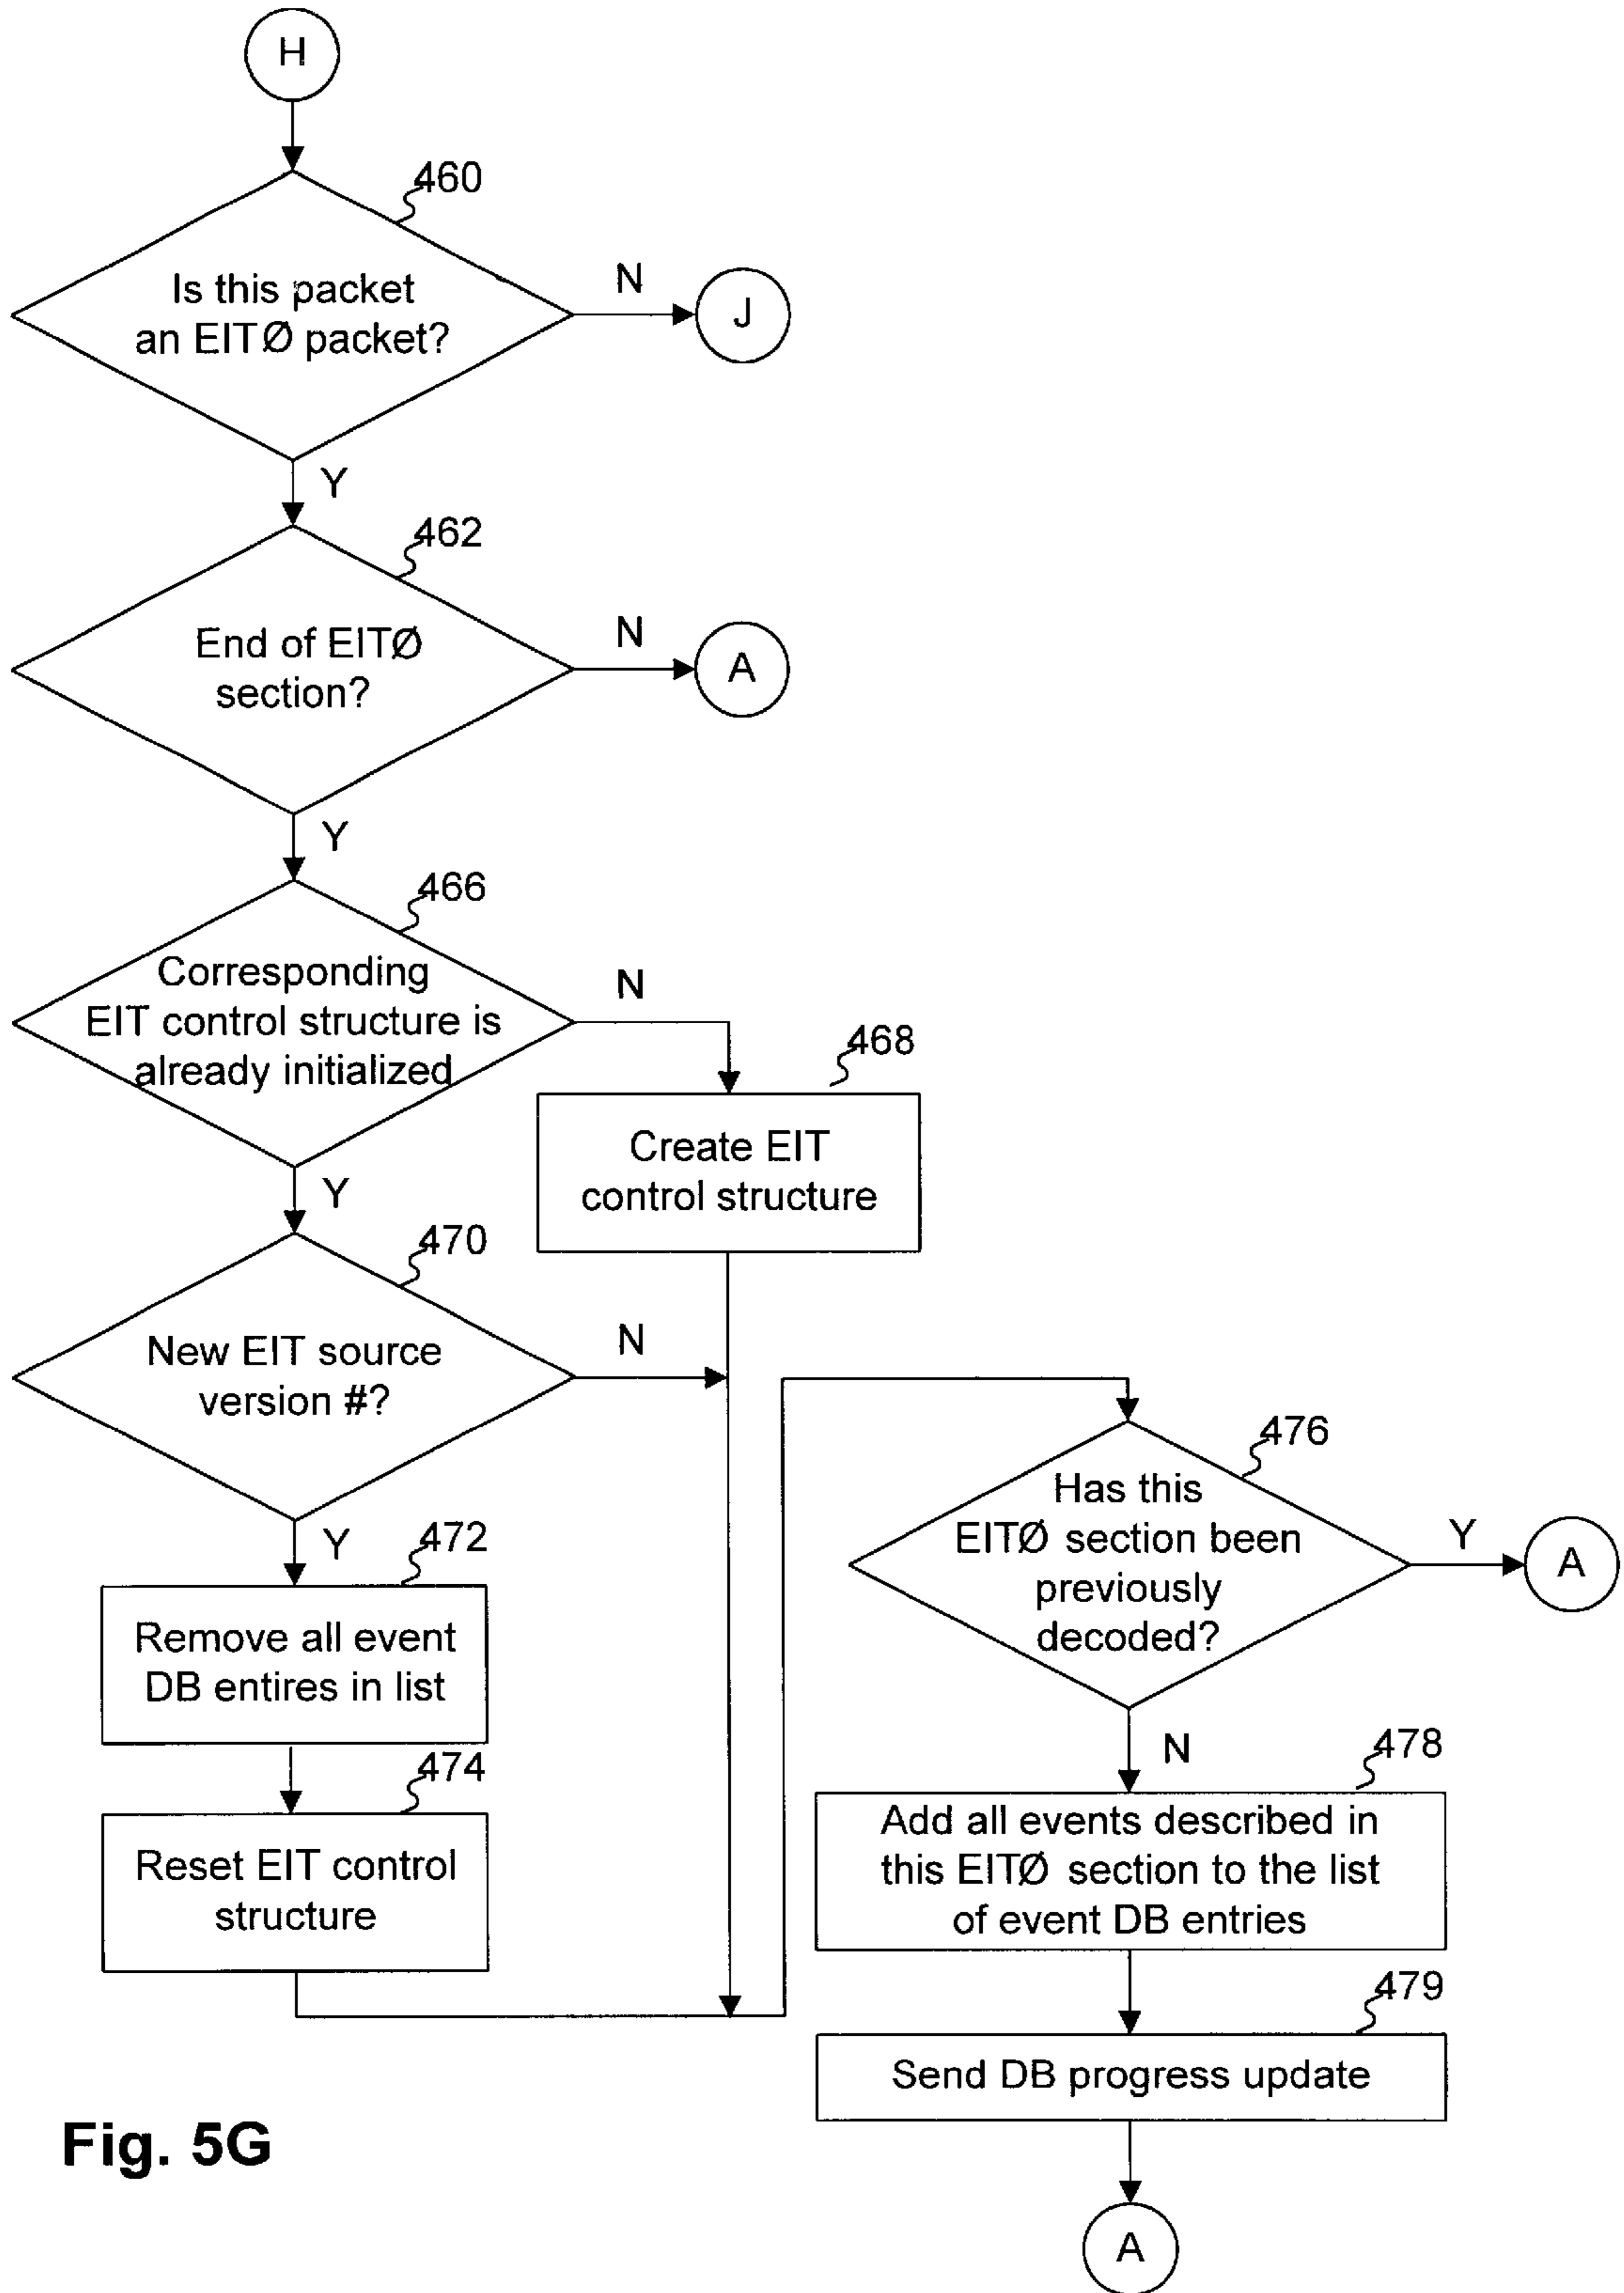 H
460
Is this packet
an EITØ packet?
N
J
Y
462
End of EITØ
section?
N
A
Y
466
Corresponding
EIT control structure is
already initialized
N
468
Create EIT
control structure
Y
470
New EIT source
version #?
N
Y
472
Remove all event
DB entires in list
474
Reset EIT control
structure
476
Has this
EITØ section been
previously
decoded?
Y
A
N
478
Add all events described in
this EITØ section to the list
of event DB entries
479
Send DB progress update
A
Fig. 5G